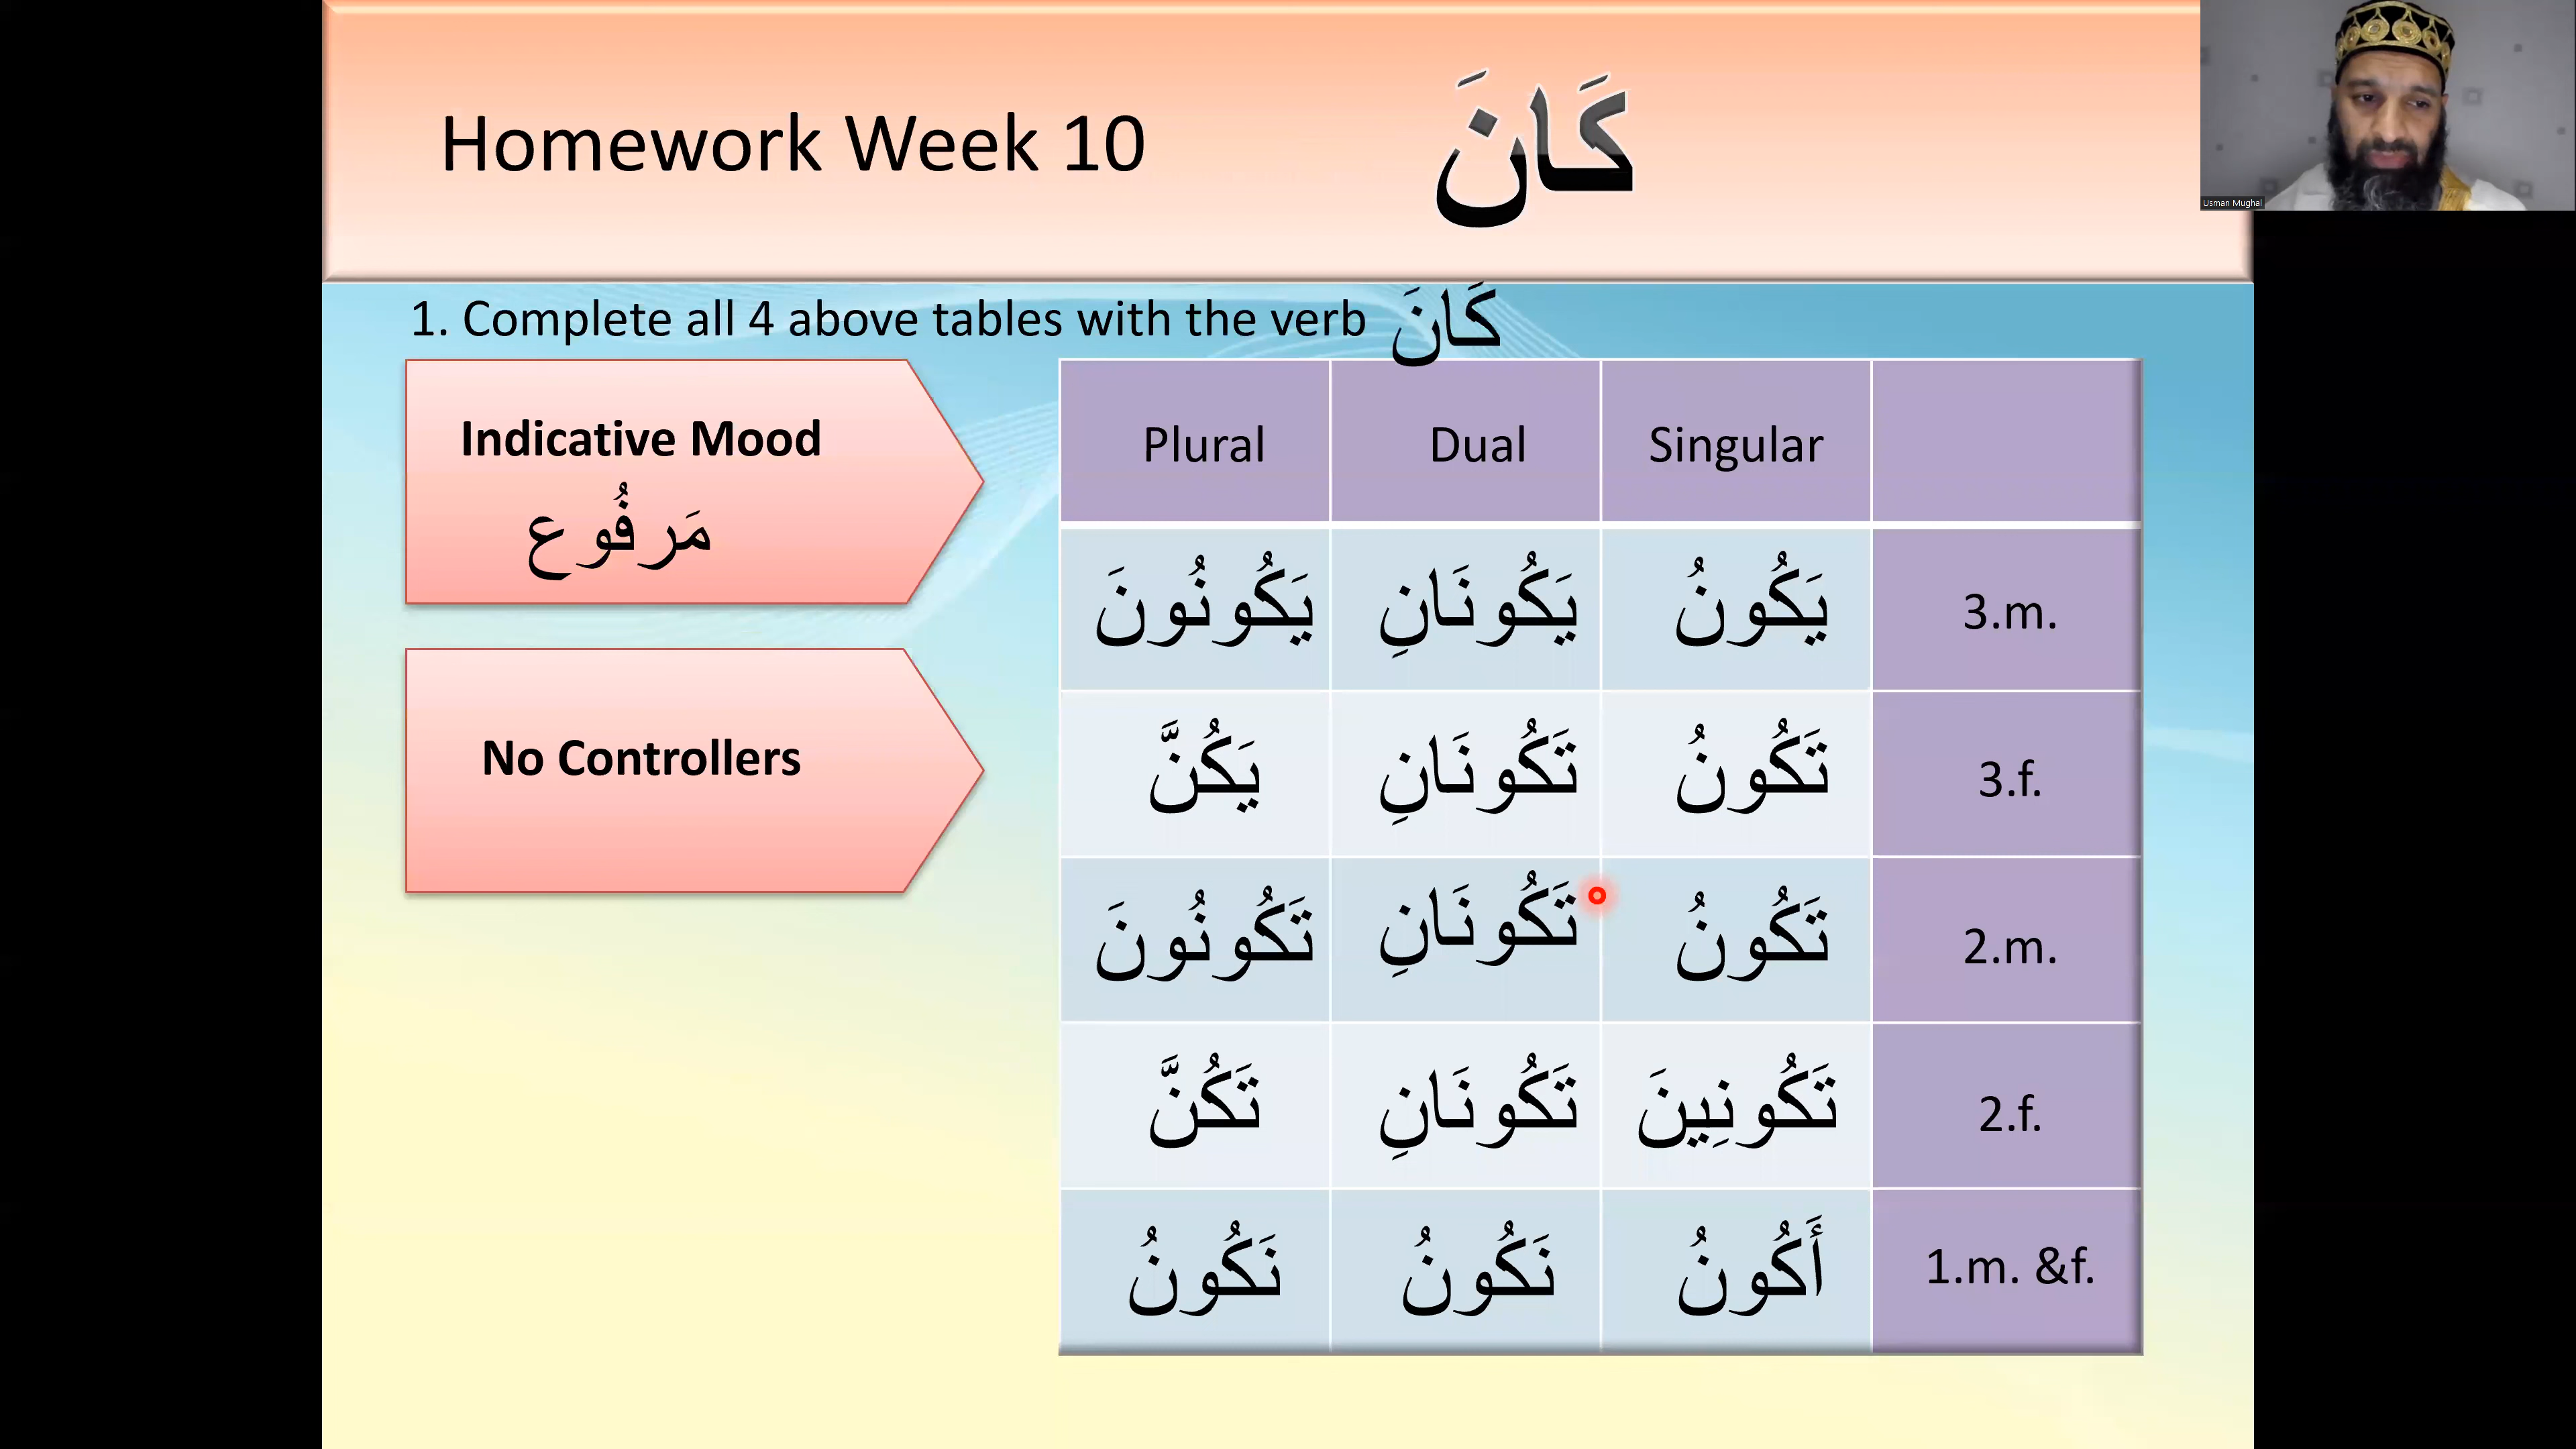 Homework Week 10 كَانَ
Usman Mughal
1. Complete all 4 above tables with the verb كَانَ
Indicative Mood
مَرفُوع
No Controllers
Plural Dual Singular
يَكُونُونَ يَكُونَانِ يَكُونُ 3.m.
يَكُنَّ تَكُونَانِ تَكُونُ 3.f.
تَكُونُونَ تَكُونَانِ تَكُونُ 2.m.
تَكُنَّ تَكُونَانِ تَكُونِينَ 2.f.
نَكُونُ نَكُونُ أَكُونُ 1.m. &f.